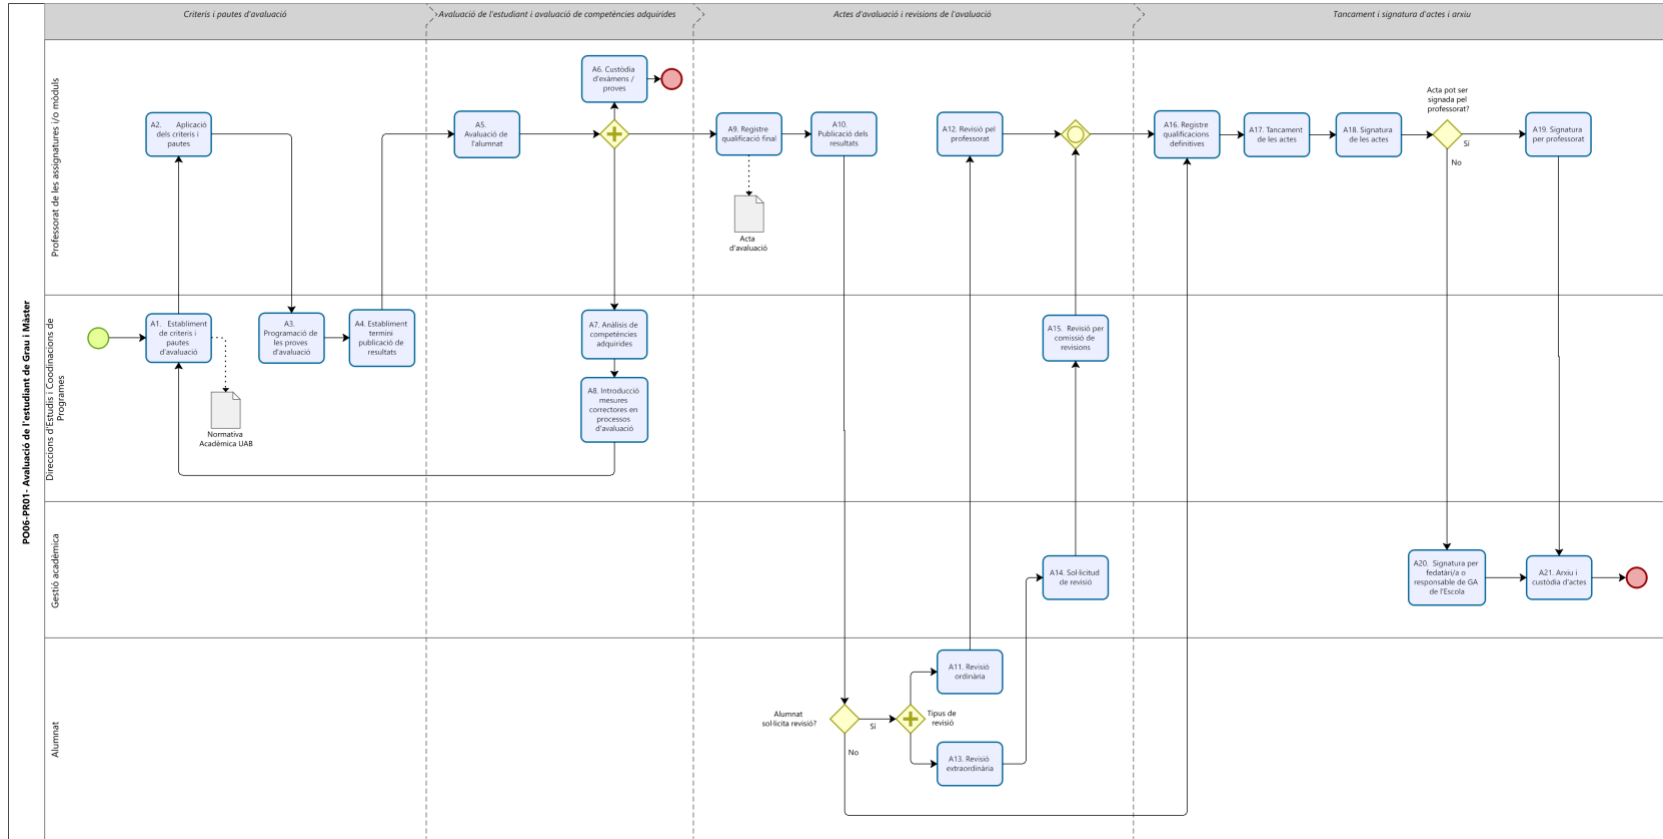 PO06-PR01- Avaluació de l'estudiant de Grau i Màster
Criteris i pautes d'avaluació
Avaluació de l'estudiant i avaluació de competències adquirides
Actes d'avaluació i revisions de l'avaluació
Tancament i signatura d'actes i arxiu
Professorat de les assignatures i/o mòduls
A2. Aplicació
dels criteris i
pautes
A5.
Avaluació de
l'alumnat
A6. Custòdia
d'exàmens /
proves
A9. Registre
qualificació final
Acta
d'avaluació
A10.
Publicació dels
resultats
A12. Revisió pel
professorat
A16. Registre
qualificacions
definitives
A17. Tancament
de les actes
A18. Signatura
de les actes
Acta pot ser
signada pel
professorat?
Sí
No
A19. Signatura
per professorat
Direccions d'Estudis i Coodinacions de
Programes
A1. Establiment
de criteris i
pautes
d'avaluació
Normativa
Acadèmica UAB
A3.
Programació de
les proves
d'avaluació
A4. Establiment
termini
publicació de
resultats
A7. Anàlisis de
competències
adquirides
A8. Introducció
mesures
correctores en
processos
d'avaluació
A15. Revisió per
comissió de
revisions
Gestió acadèmica
A14. Sol·licitud
de revisió
A20. Signatura per
fedatàri/a o
responsable de GA
de l'Escola
A21. Arxiu i
custòdia d'actes
Alumnat
Alumnat
sol·licita revisió?
Sí
No
Tipus de
revisió
A11. Revisió
ordinària
A13. Revisió
extraordinària